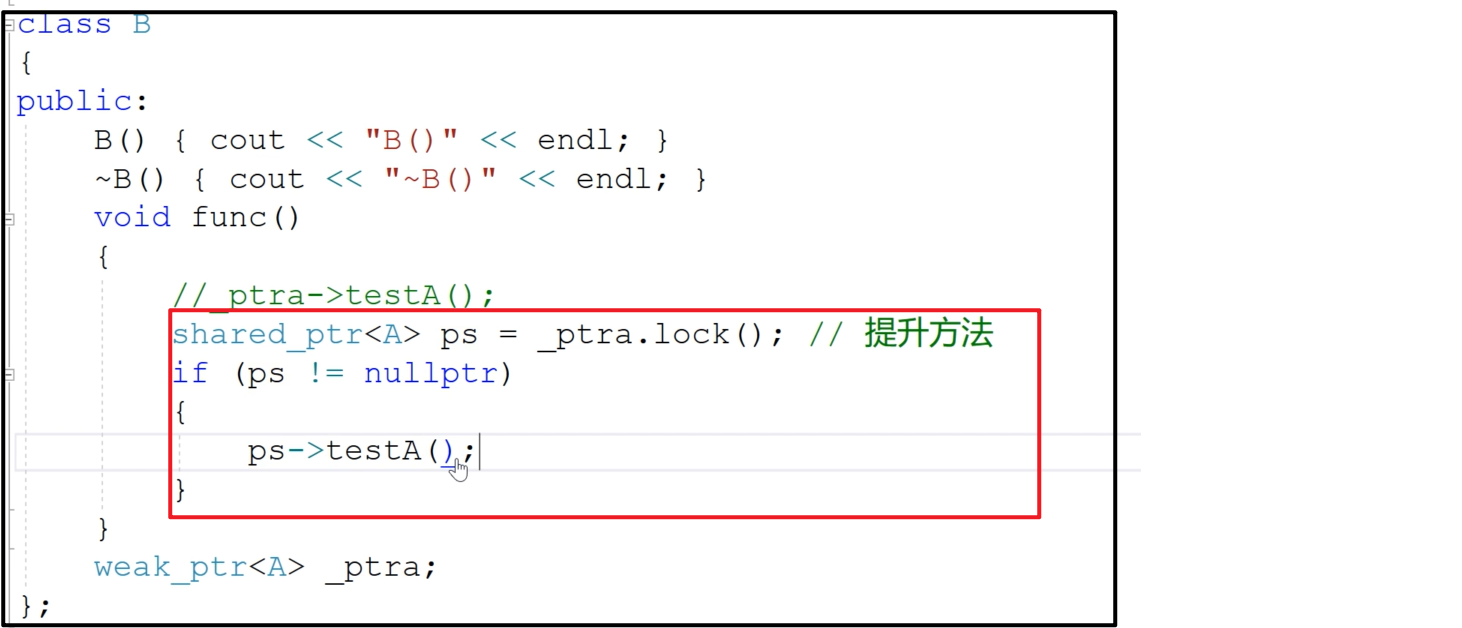 class B
{
public:
    B() { cout << "B()" << endl; }
    ~B() { cout << "~B()" << endl; }
    void func()
    {
        //_ptra->testA();
        shared_ptr<A> ps = _ptra.lock(); // 提升方法
        if (ps != nullptr)
        {
            ps->testA();
        }
    }
    weak_ptr<A> _ptra;
};